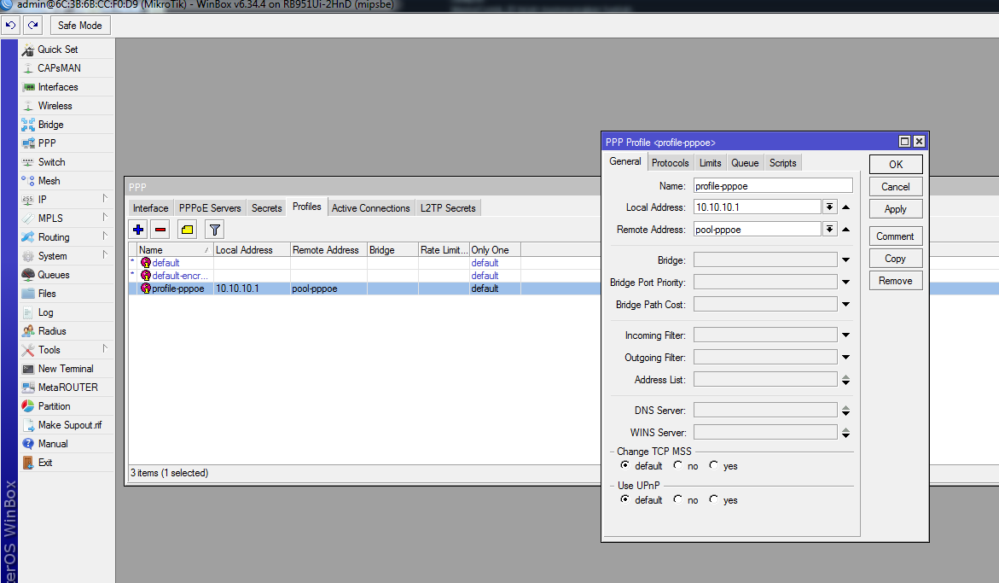 admin@6C:3B:6B:CC:F0:D9 (MikroTik) - WinBox v6.34.4 on RB951Ui-2HnD (mipsbe)
Safe Mode
Quick Set
CAPsMAN
Interfaces
Wireless
Bridge
PPP
Switch
Mesh
IP
MPLS
Routing
System
Queues
Files
Log
Radius
Tools
New Terminal
MetaROUTER
Partition
Make Supout.rif
Manual
Exit
terOS WinBox
PPP
Interface PPPoE Servers Secrets Profiles Active Connections L2TP Secrets
Name Local Address Remote Address Bridge Rate Limit... Only One
* default default
* default-encr... default
profile-pppoe 10.10.10.1 pool-pppoe default
3 items (1 selected)
PPP Profile <profile-pppoe>
General Protocols Limits Queue Scripts
Name: profile-pppoe
Local Address: 10.10.10.1
Remote Address: pool-pppoe
Bridge:
Bridge Port Priority:
Bridge Path Cost:
Incoming Filter:
Outgoing Filter:
Address List:
DNS Server:
WINS Server:
Change TCP MSS
default no yes
Use UPnP
default no yes
OK
Cancel
Apply
Comment
Copy
Remove